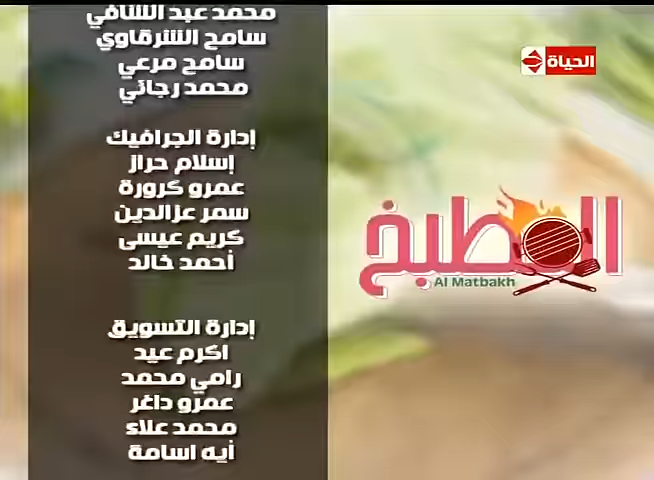 محمد عبد الشافي
سامح الشرقاوي
سامح مرعي
محمد رجائي
إدارة الجرافيك
إسلام حراز
عمرو كرورة
سمر عزالدين
كريم عيسى
أحمد خالد
إدارة التسويق
اكرم عيد
رامي محمد
عمرو داغر
محمد علاء
أيه اسامة
الحياة
المطبخ
Al Matbakh